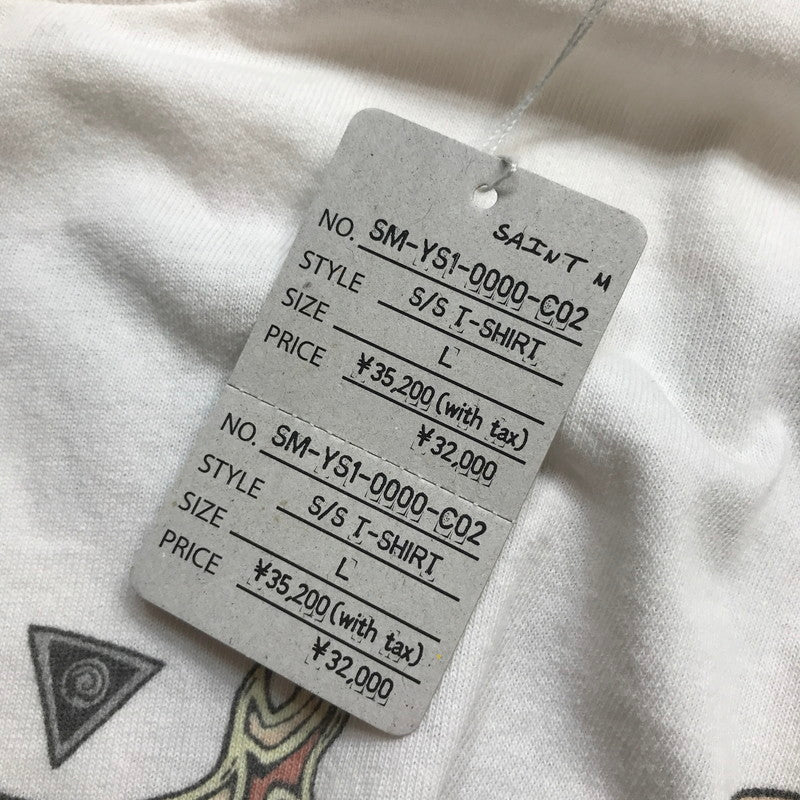 SAINT M
NO. SM-YS1-0000-C02
STYLE S/S T-SHIRT
SIZE L
PRICE ¥35,200(with tax)
¥32,000
NO. SM-YS1-0000-C02
STYLE S/S T-SHIRT
SIZE L
PRICE ¥35,200(with tax)
¥32,000